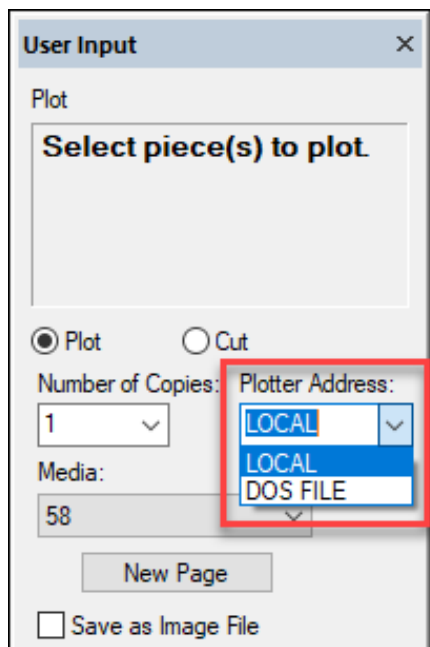 User Input
Plot
Select piece(s) to plot.
Plot Cut
Number of Copies: Plotter Address:
1 LOCAL
LOCAL
DOS FILE
Media:
58
New Page
Save as Image File